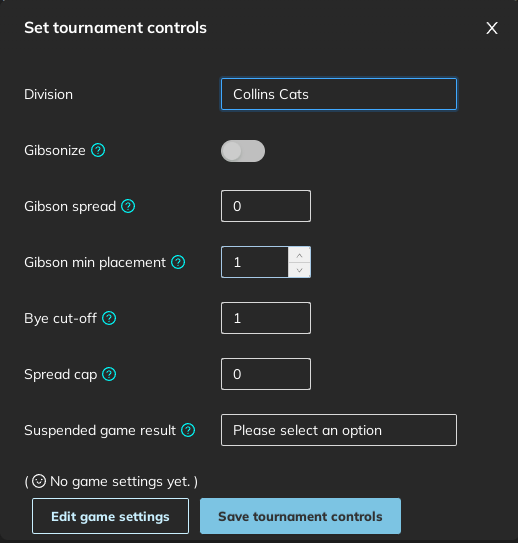 Set tournament controls
Division Collins Cats
Gibsonize
Gibson spread 0
Gibson min placement 1
Bye cut-off 1
Spread cap 0
Suspended game result Please select an option
( No game settings yet. )
Edit game settings Save tournament controls